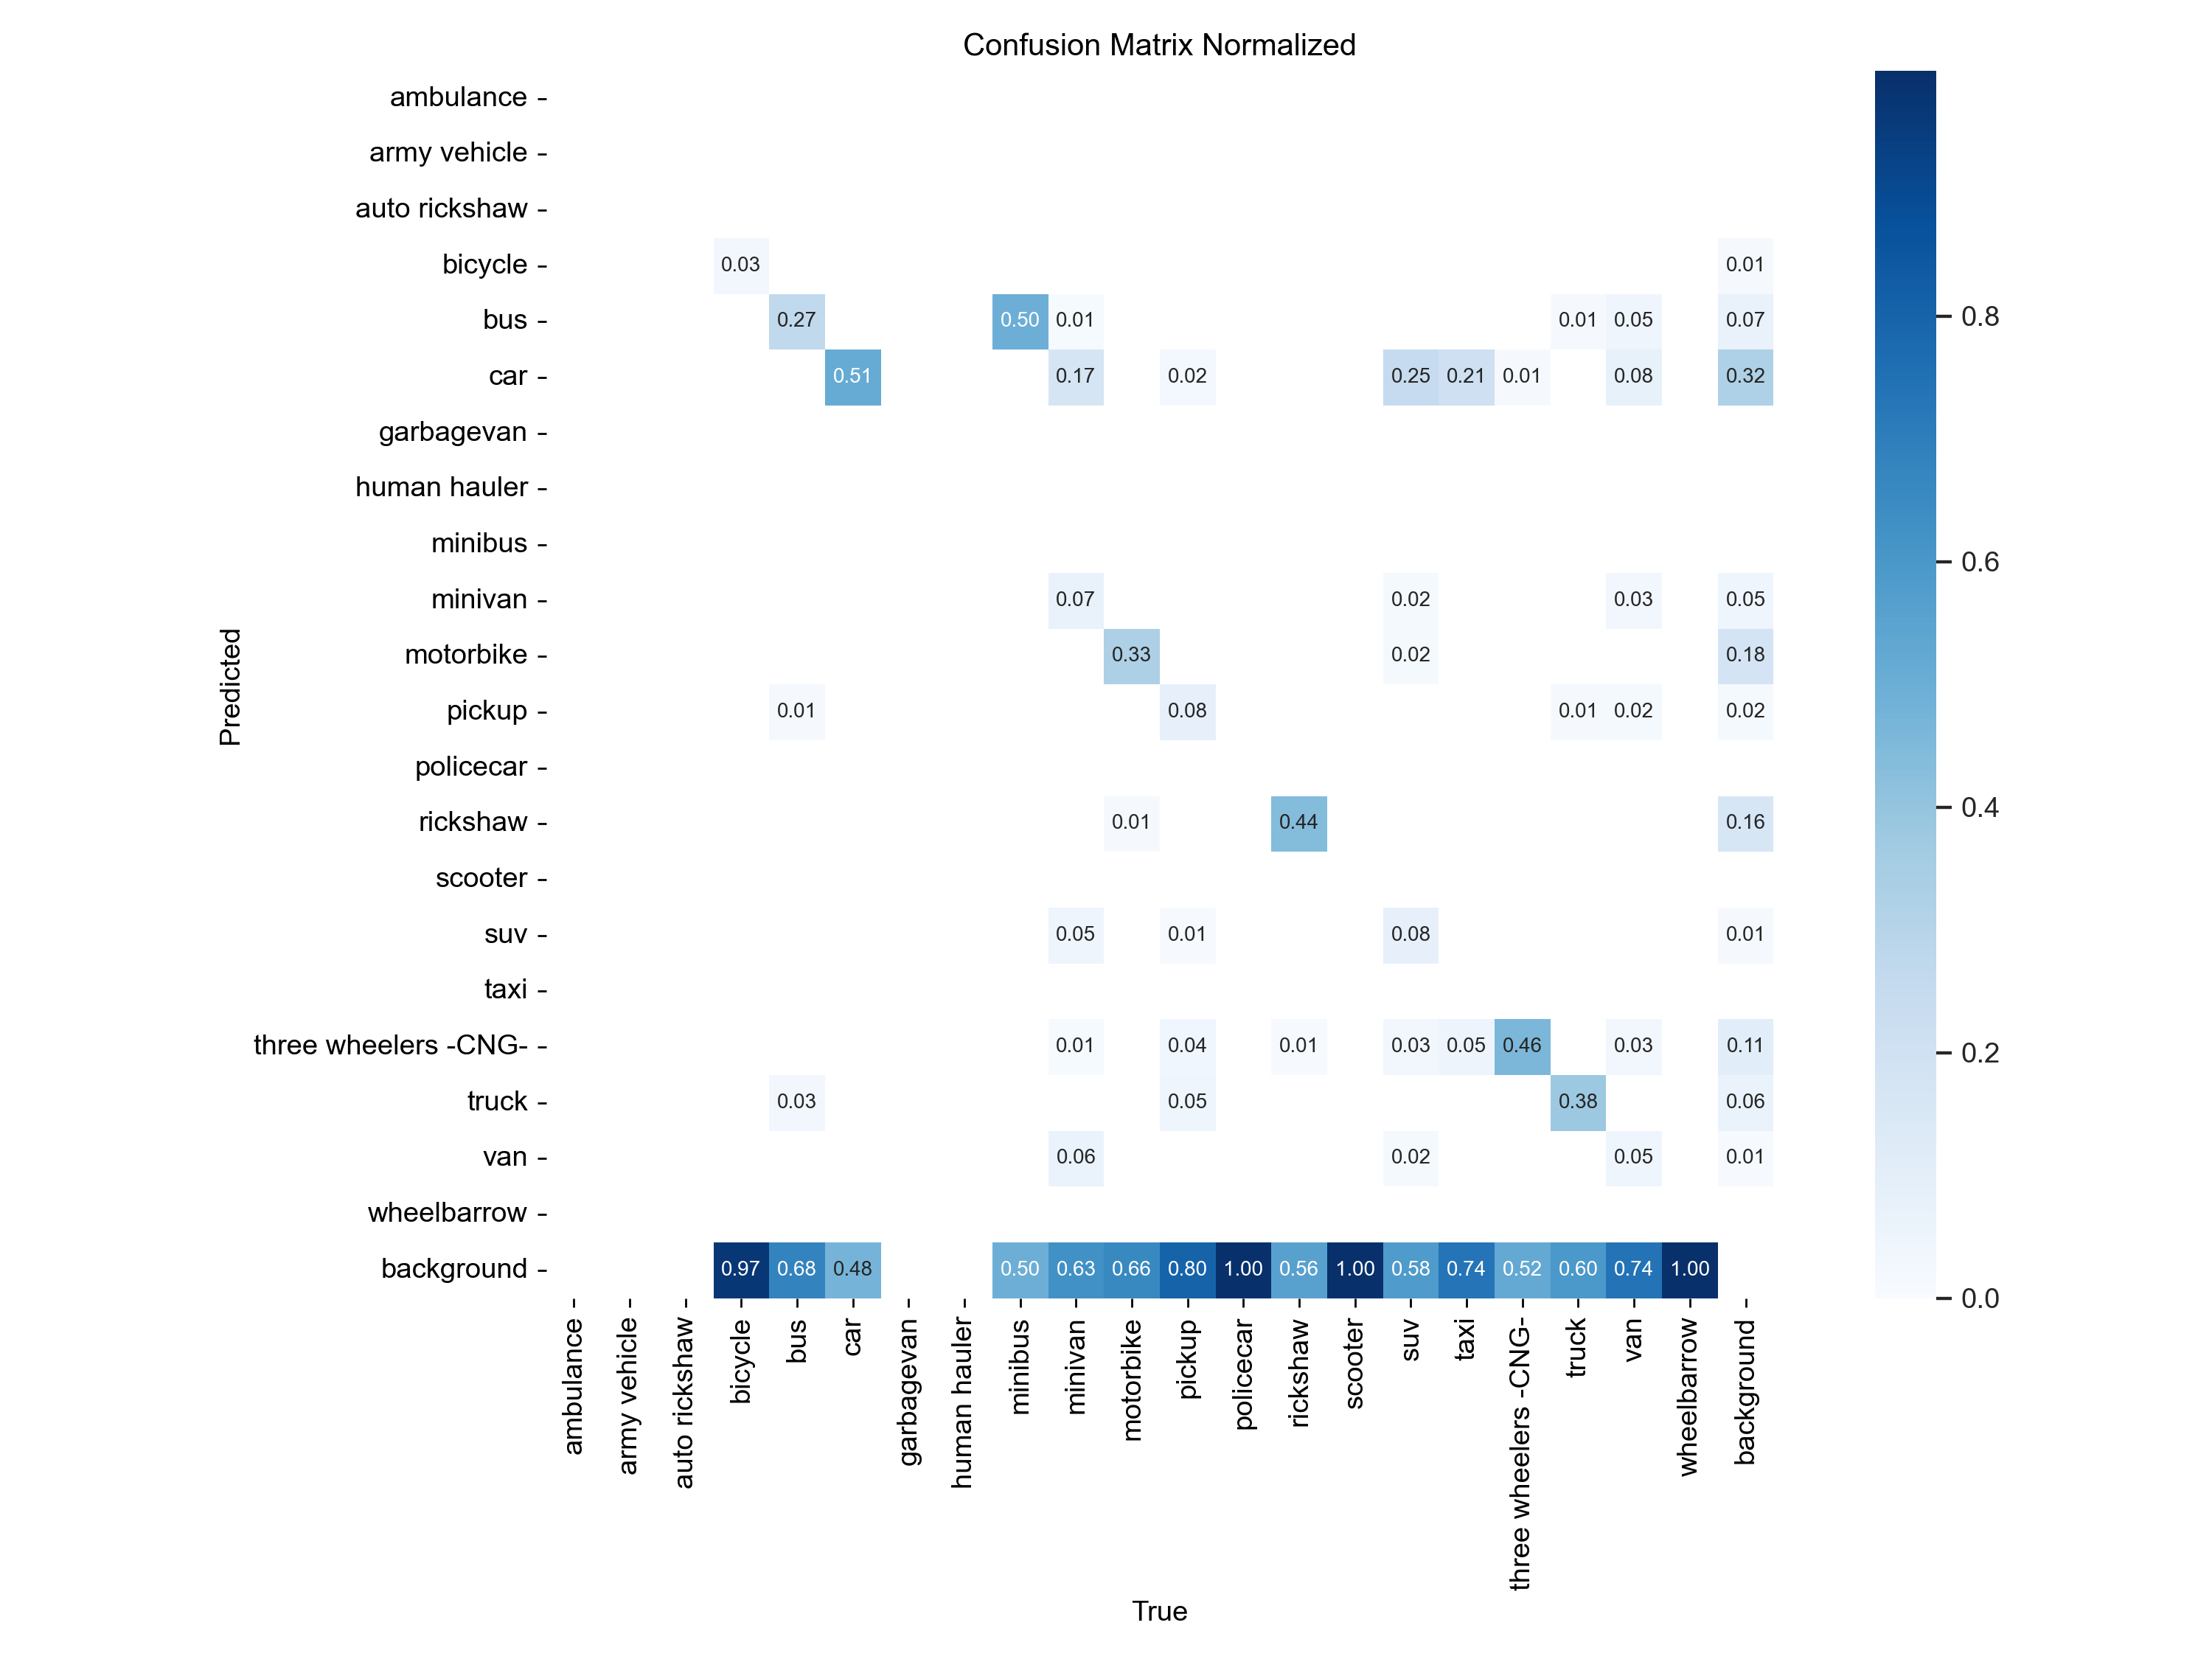 Confusion Matrix Normalized
ambulance
army vehicle
auto rickshaw
bicycle 0.03 0.01
bus 0.27 0.50 0.01 0.01 0.05 0.07
car 0.51 0.17 0.02 0.25 0.21 0.01 0.08 0.32
garbagevan
human hauler
minibus
minivan 0.07 0.02 0.03 0.05
motorbike 0.33 0.02 0.18
pickup 0.01 0.08 0.01 0.02 0.02
policecar
rickshaw 0.01 0.44 0.16
scooter
suv 0.05 0.01 0.08 0.01
taxi
three wheelers -CNG- 0.01 0.04 0.01 0.03 0.05 0.46 0.03 0.11
truck 0.03 0.05 0.38 0.06
van 0.06 0.02 0.05 0.01
wheelbarrow
background 0.97 0.68 0.48 0.50 0.63 0.66 0.80 1.00 0.56 1.00 0.58 0.74 0.52 0.60 0.74 1.00
Predicted
ambulance
army vehicle
auto rickshaw
bicycle
bus
car
garbagevan
human hauler
minibus
minivan
motorbike
pickup
policecar
rickshaw
scooter
suv
taxi
three wheelers -CNG-
truck
van
wheelbarrow
background
True
0.8
0.6
0.4
0.2
0.0